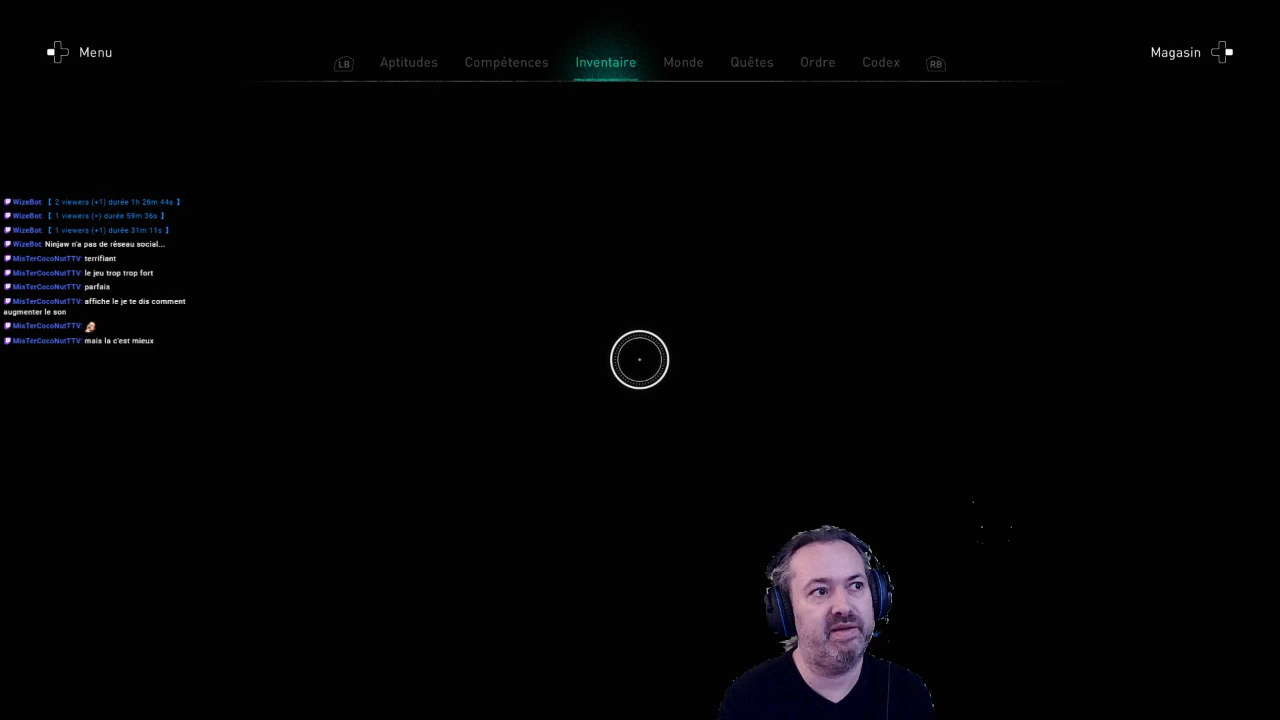 Menu
LB Aptitudes Compétences Inventaire Monde Quêtes Ordre Codex RB
Magasin
WizeBot: 【 2 viewers (+1) durée 1h 26m 44s 】
WizeBot: 【 1 viewers (=) durée 59m 36s 】
WizeBot: 【 1 viewers (+1) durée 31m 11s 】
WizeBot: Ninjaw n'a pas de réseau social...
MisTerCocoNutTTV: terrifiant
MisTerCocoNutTTV: le jeu trop trop fort
MisTerCocoNutTTV: parfais
MisTerCocoNutTTV: affiche le je te dis comment
augmenter le son
MisTerCocoNutTTV:
MisTerCocoNutTTV: mais la c'est mieux